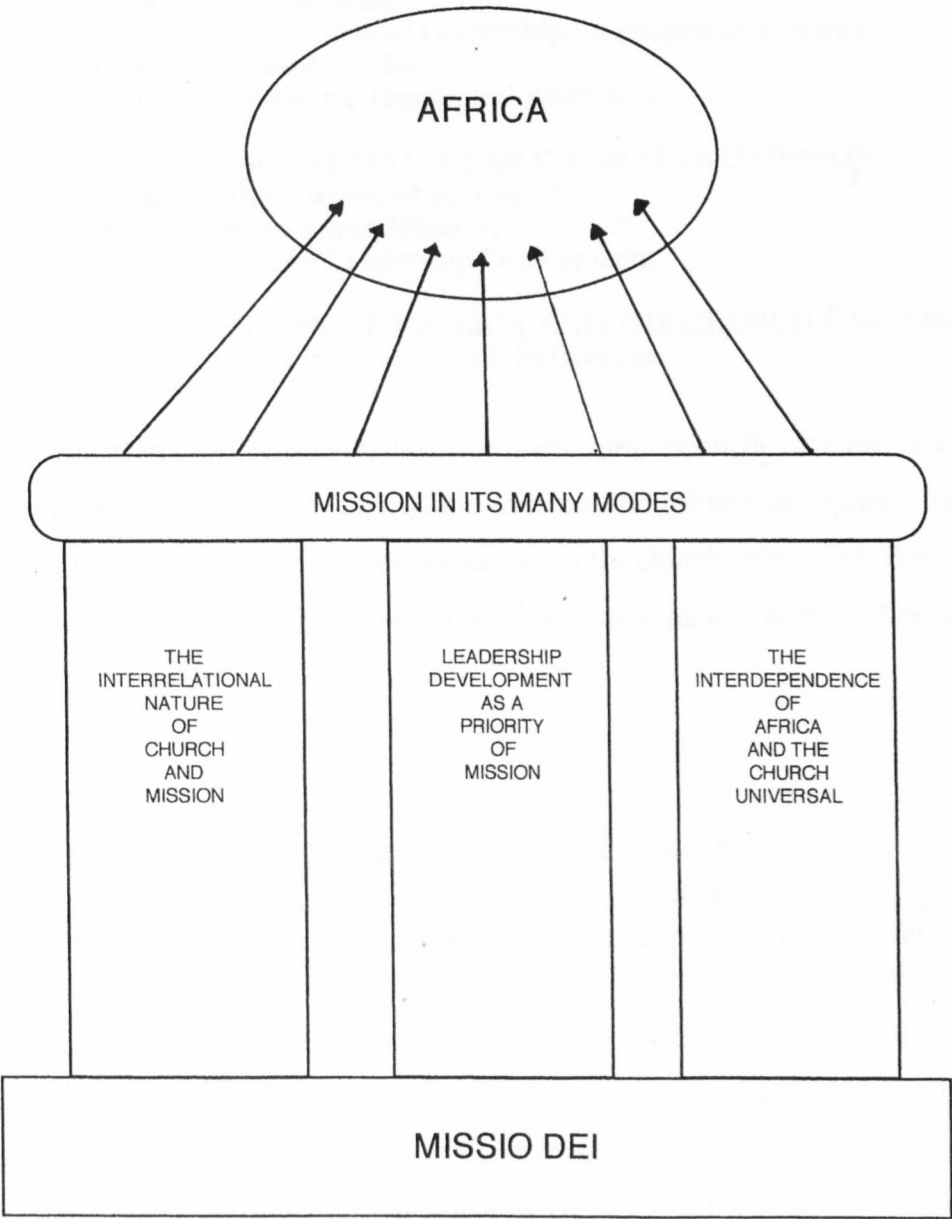 AFRICA
MISSION IN ITS MANY MODES
THE
INTERRELATIONAL
NATURE
OF
CHURCH
AND
MISSION
LEADERSHIP
DEVELOPMENT
AS A
PRIORITY
OF
MISSION
THE
INTERDEPENDENCE
OF
AFRICA
AND THE
CHURCH
UNIVERSAL
MISSIO DEI